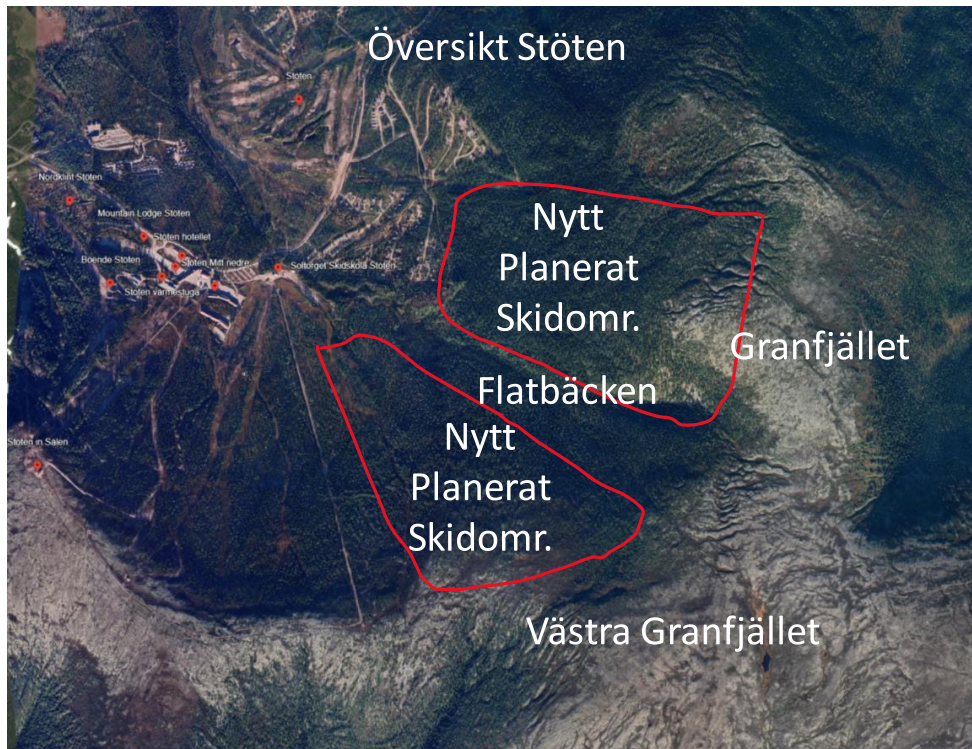 Översikt Stöten
Stöten
Nordklint Stöten
Mountain Lodge Stöten
Stöten hotellet
Boende Stöten
Stöten Mitt nedre
Soltorget Skidskola Stöten
Stöten värmestuga
Stöten in Sälen
Nytt
Planerat
Skidomr.
Granfjället
Flatbäcken
Nytt
Planerat
Skidomr.
Västra Granfjället